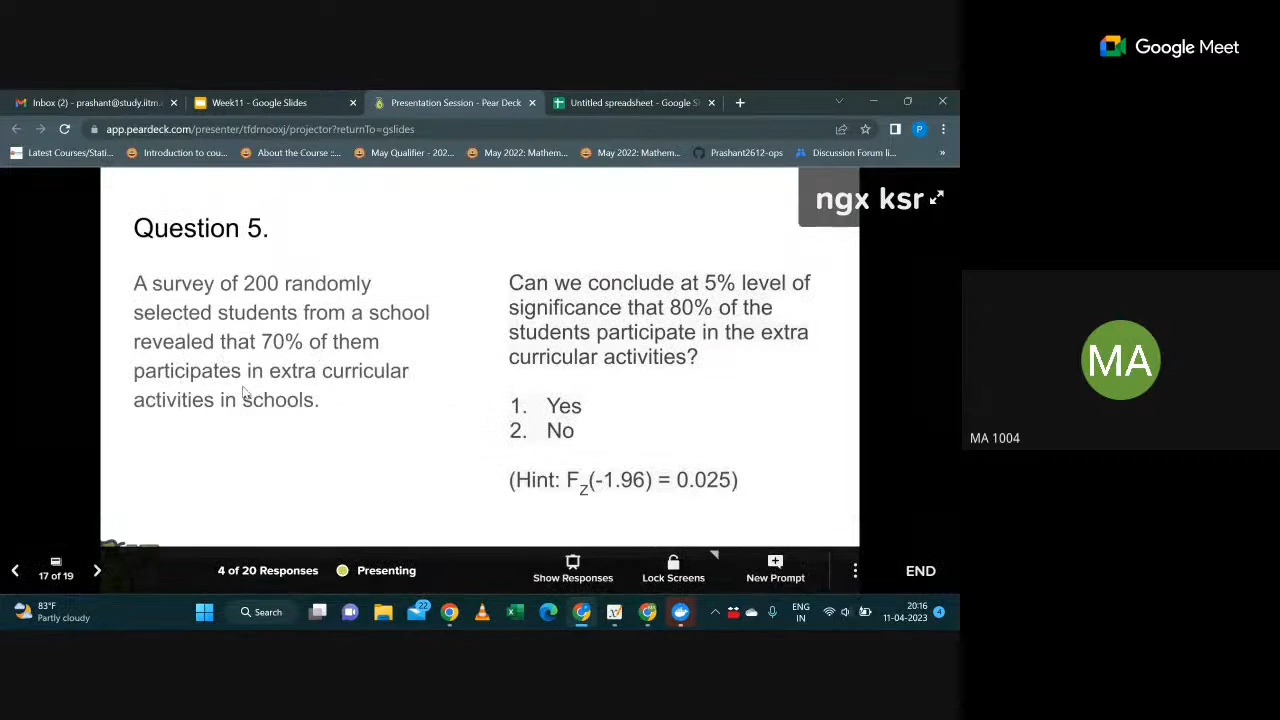 Google Meet
Inbox (2) - prashant@study.iitm.
Week11 - Google Slides
Presentation Session - Pear Deck
Untitled spreadsheet - Google S
app.peardeck.com/presenter/tfdrnooxj/projector?returnTo=gslides
Latest Courses/Stati...
Introduction to cou...
About the Course ::...
May Qualifier - 202...
May 2022: Mathem...
May 2022: Mathem...
Prashant2612-ops
Discussion Forum li...
»
P
ngx ksr
Question 5.
A survey of 200 randomly
selected students from a school
revealed that 70% of them
participates in extra curricular
activities in schools.
Can we conclude at 5% level of
significance that 80% of the
students participate in the extra
curricular activities?
1. Yes
2. No
(Hint: F_Z(-1.96) = 0.025)
MA
MA 1004
17 of 19
4 of 20 Responses
Presenting
Show Responses
Lock Screens
New Prompt
END
83°F
Partly cloudy
Search
22
ENG
IN
20:16
11-04-2023
4